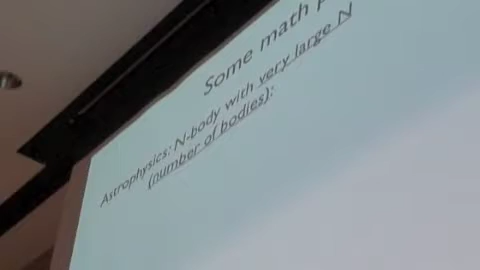 Some math
Astrophysics: N-body with very large N
(number of bodies):